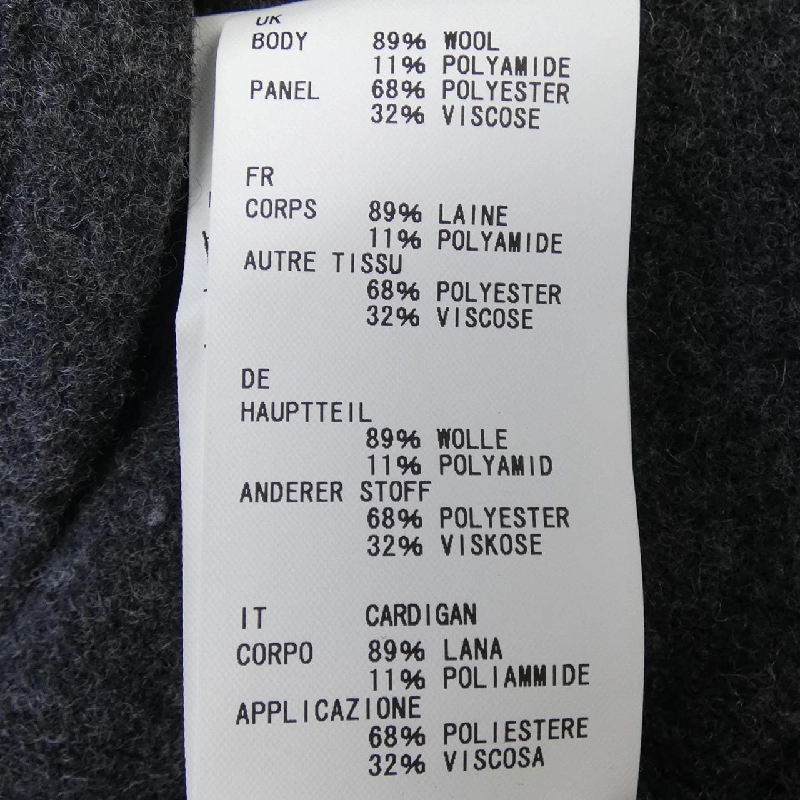 UK
BODY 89% WOOL
11% POLYAMIDE
PANEL 68% POLYESTER
32% VISCOSE
FR
CORPS 89% LAINE
11% POLYAMIDE
AUTRE TISSU
68% POLYESTER
32% VISCOSE
DE
HAUPTTEIL
89% WOLLE
11% POLYAMID
ANDERER STOFF
68% POLYESTER
32% VISKOSE
IT CARDIGAN
CORPO 89% LANA
11% POLIAMMIDE
APPLICAZIONE
68% POLIESTERE
32% VISCOSA